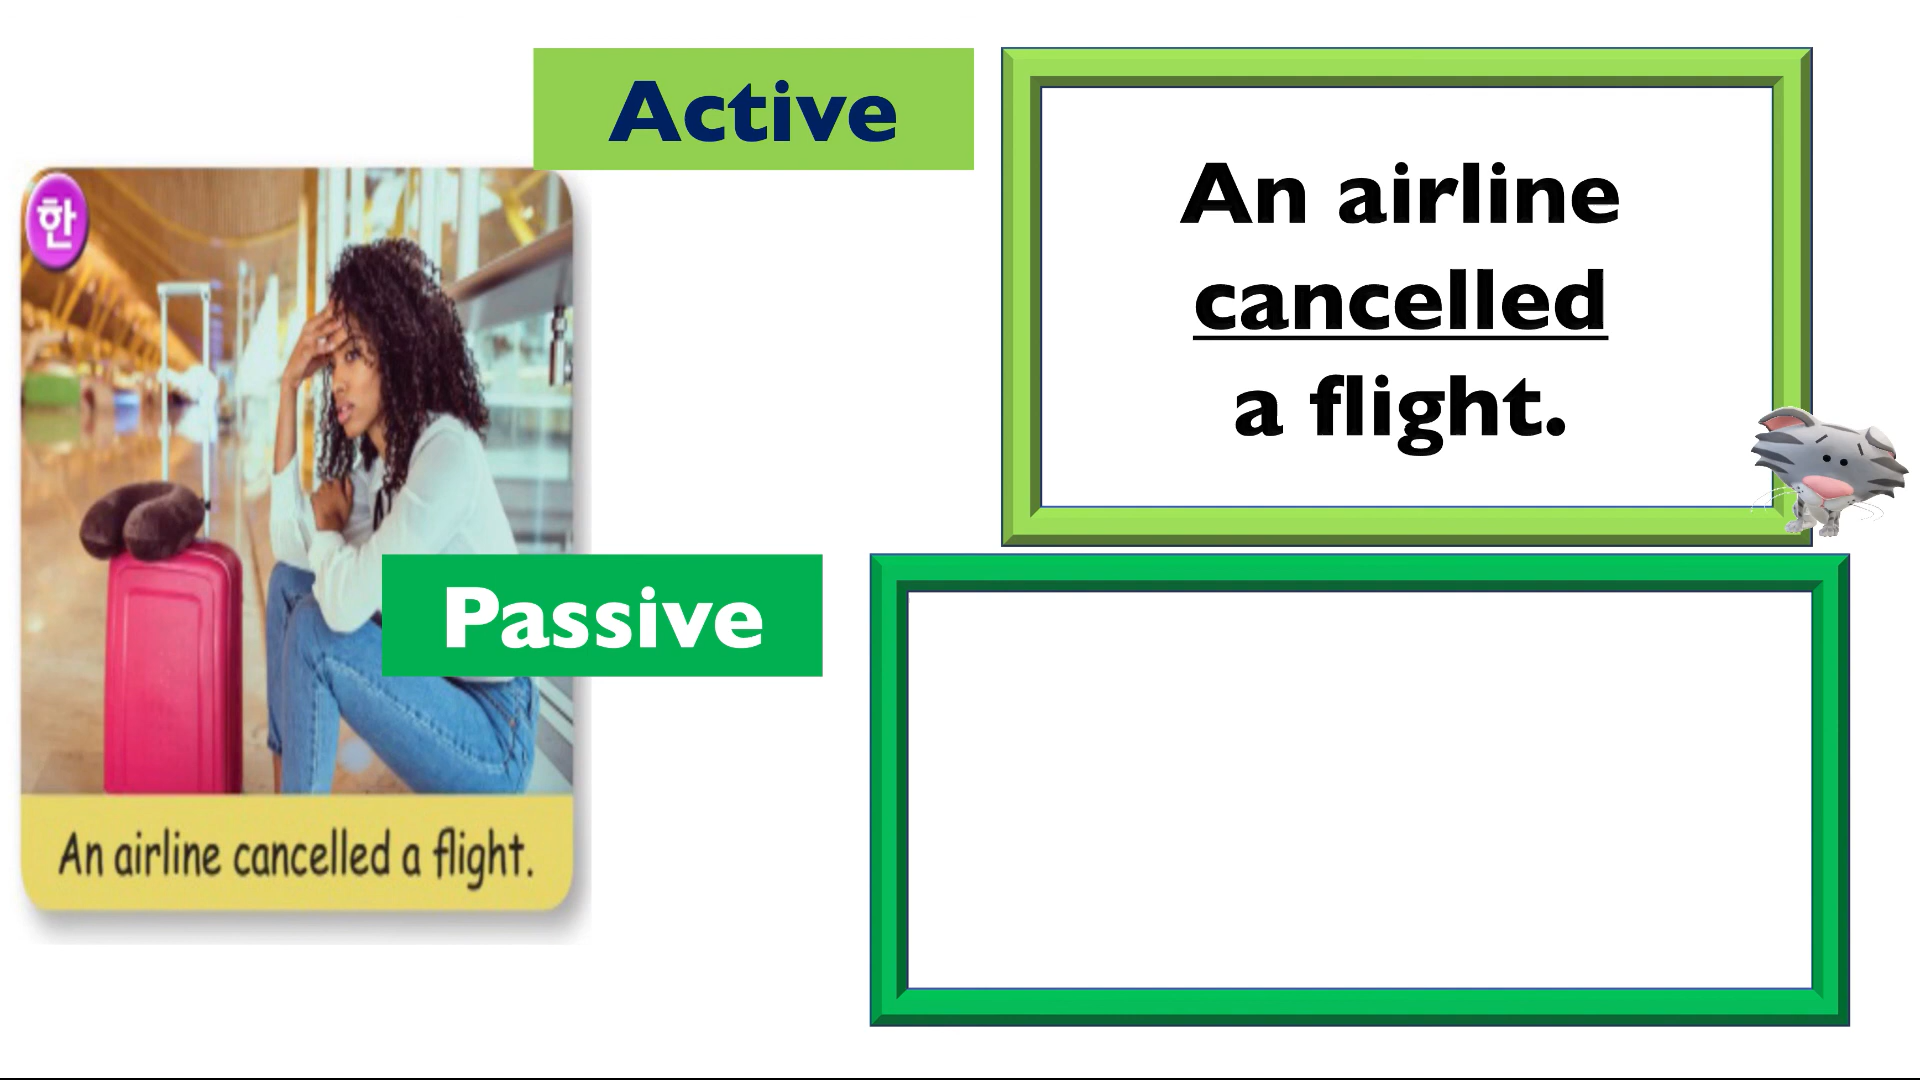 Active
An airline
cancelled
a flight.
한
Passive
An airline cancelled a flight.